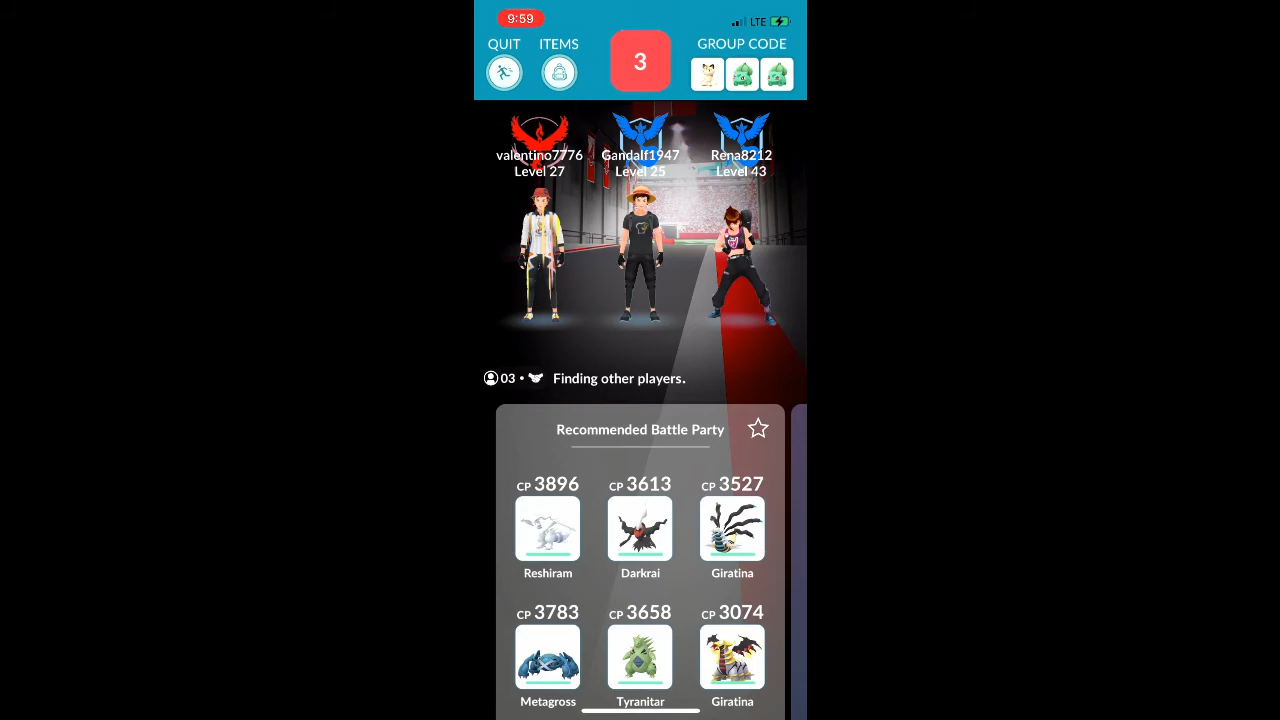 9:59
LTE
QUIT ITEMS
3
GROUP CODE
valentino7776 Gandalf1947 Rena8212
Level 27 Level 25 Level 43
03 • Finding other players.
Recommended Battle Party
CP 3896 CP 3613 CP 3527
Reshiram Darkrai Giratina
CP 3783 CP 3658 CP 3074
Metagross Tyranitar Giratina